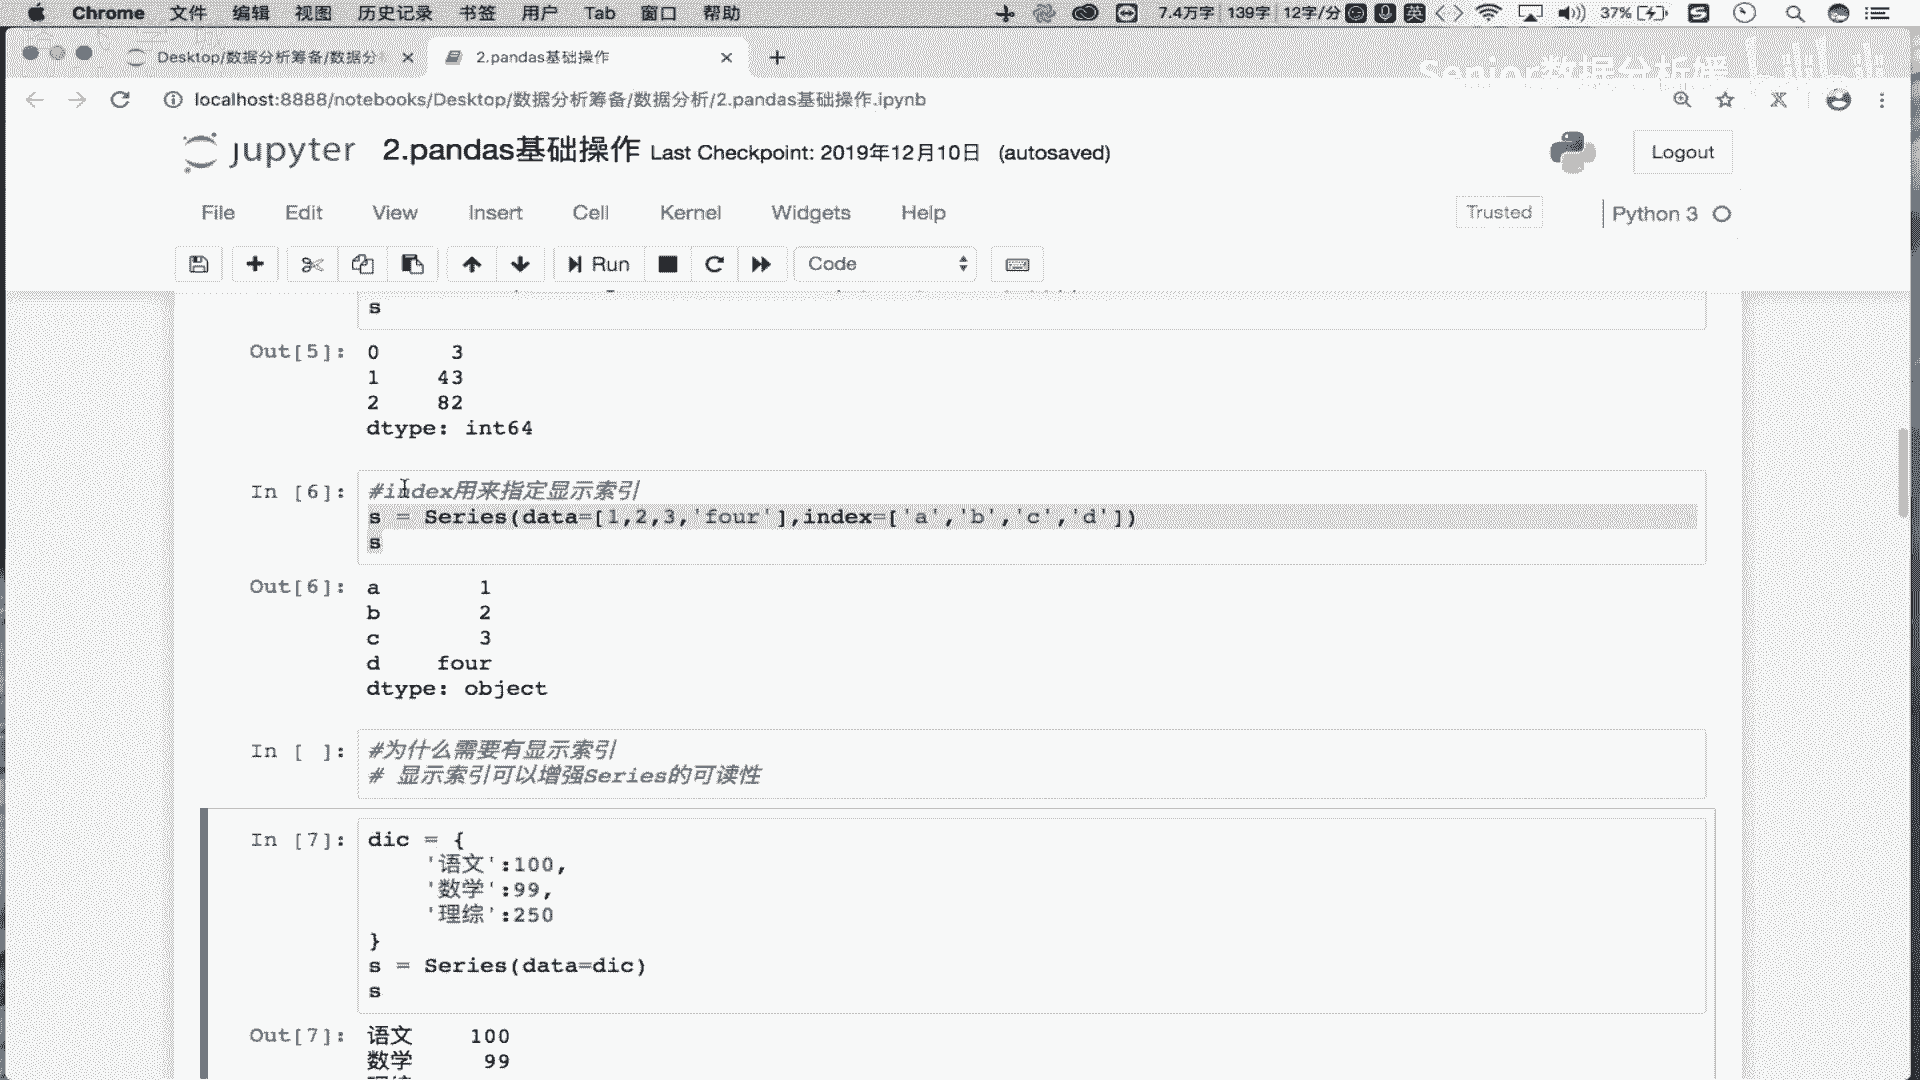 Chrome 文件 编辑 视图 历史记录 书签 用户 Tab 窗口 帮助 7.4万字 139字 12字/分 英 37%
Desktop/数据分析筹备/数据分 2.pandas基础操作
Senior数据分析媛 bilibili
localhost:8888/notebooks/Desktop/数据分析筹备/数据分析/2.pandas基础操作.ipynb
jupyter 2.pandas基础操作 Last Checkpoint: 2019年12月10日 (autosaved) Logout
File Edit View Insert Cell Kernel Widgets Help Trusted Python 3
Run Code
s
Out[5]: 0 3
1 43
2 82
dtype: int64
In [6]: #index用来指定显示索引
s = Series(data=[1,2,3,'four'],index=['a','b','c','d'])
s
Out[6]: a 1
b 2
c 3
d four
dtype: object
In [ ]: #为什么需要有显示索引
# 显示索引可以增强Series的可读性
In [7]: dic = {
'语文':100,
'数学':99,
'理综':250
}
s = Series(data=dic)
s
Out[7]: 语文 100
数学 99